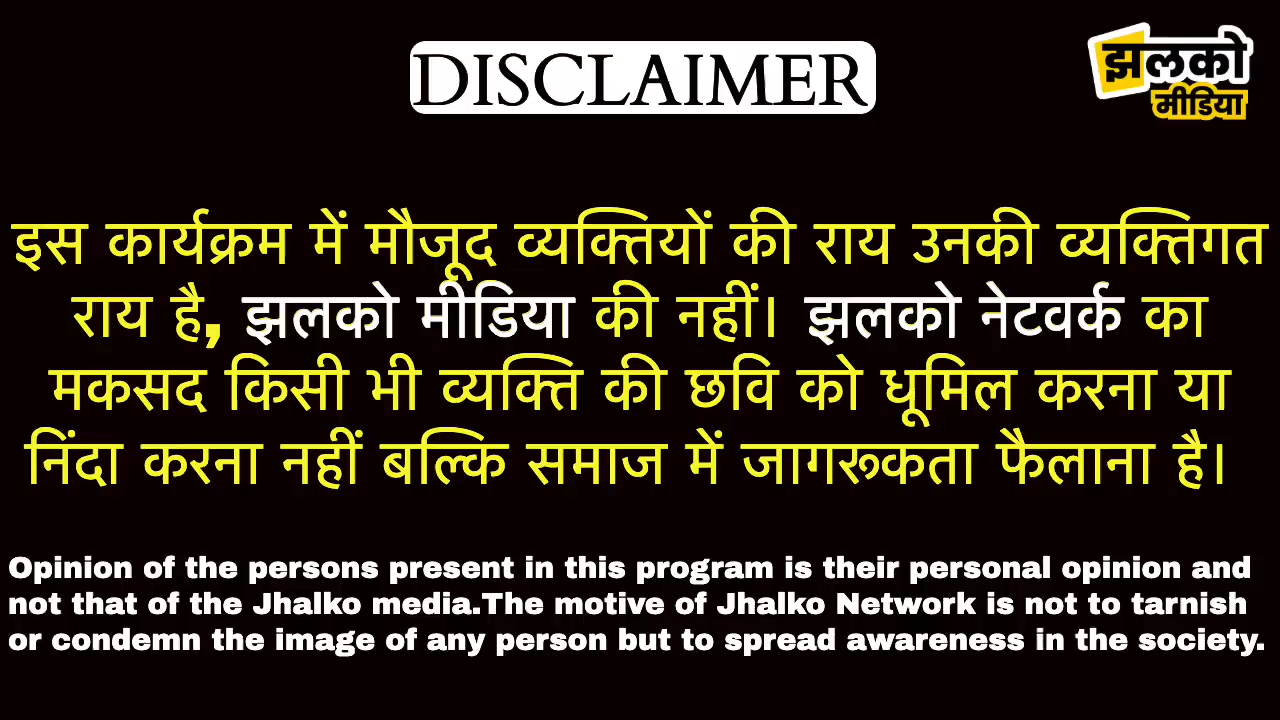 DISCLAIMER
झलको
मीडिया
इस कार्यक्रम में मौजूद व्यक्तियों की राय उनकी व्यक्तिगत
राय है, झलको मीडिया की नहीं। झलको नेटवर्क का
मकसद किसी भी व्यक्ति की छवि को धूमिल करना या
निंदा करना नहीं बल्कि समाज में जागरूकता फैलाना है।
Opinion of the persons present in this program is their personal opinion and
not that of the Jhalko media.The motive of Jhalko Network is not to tarnish
or condemn the image of any person but to spread awareness in the society.